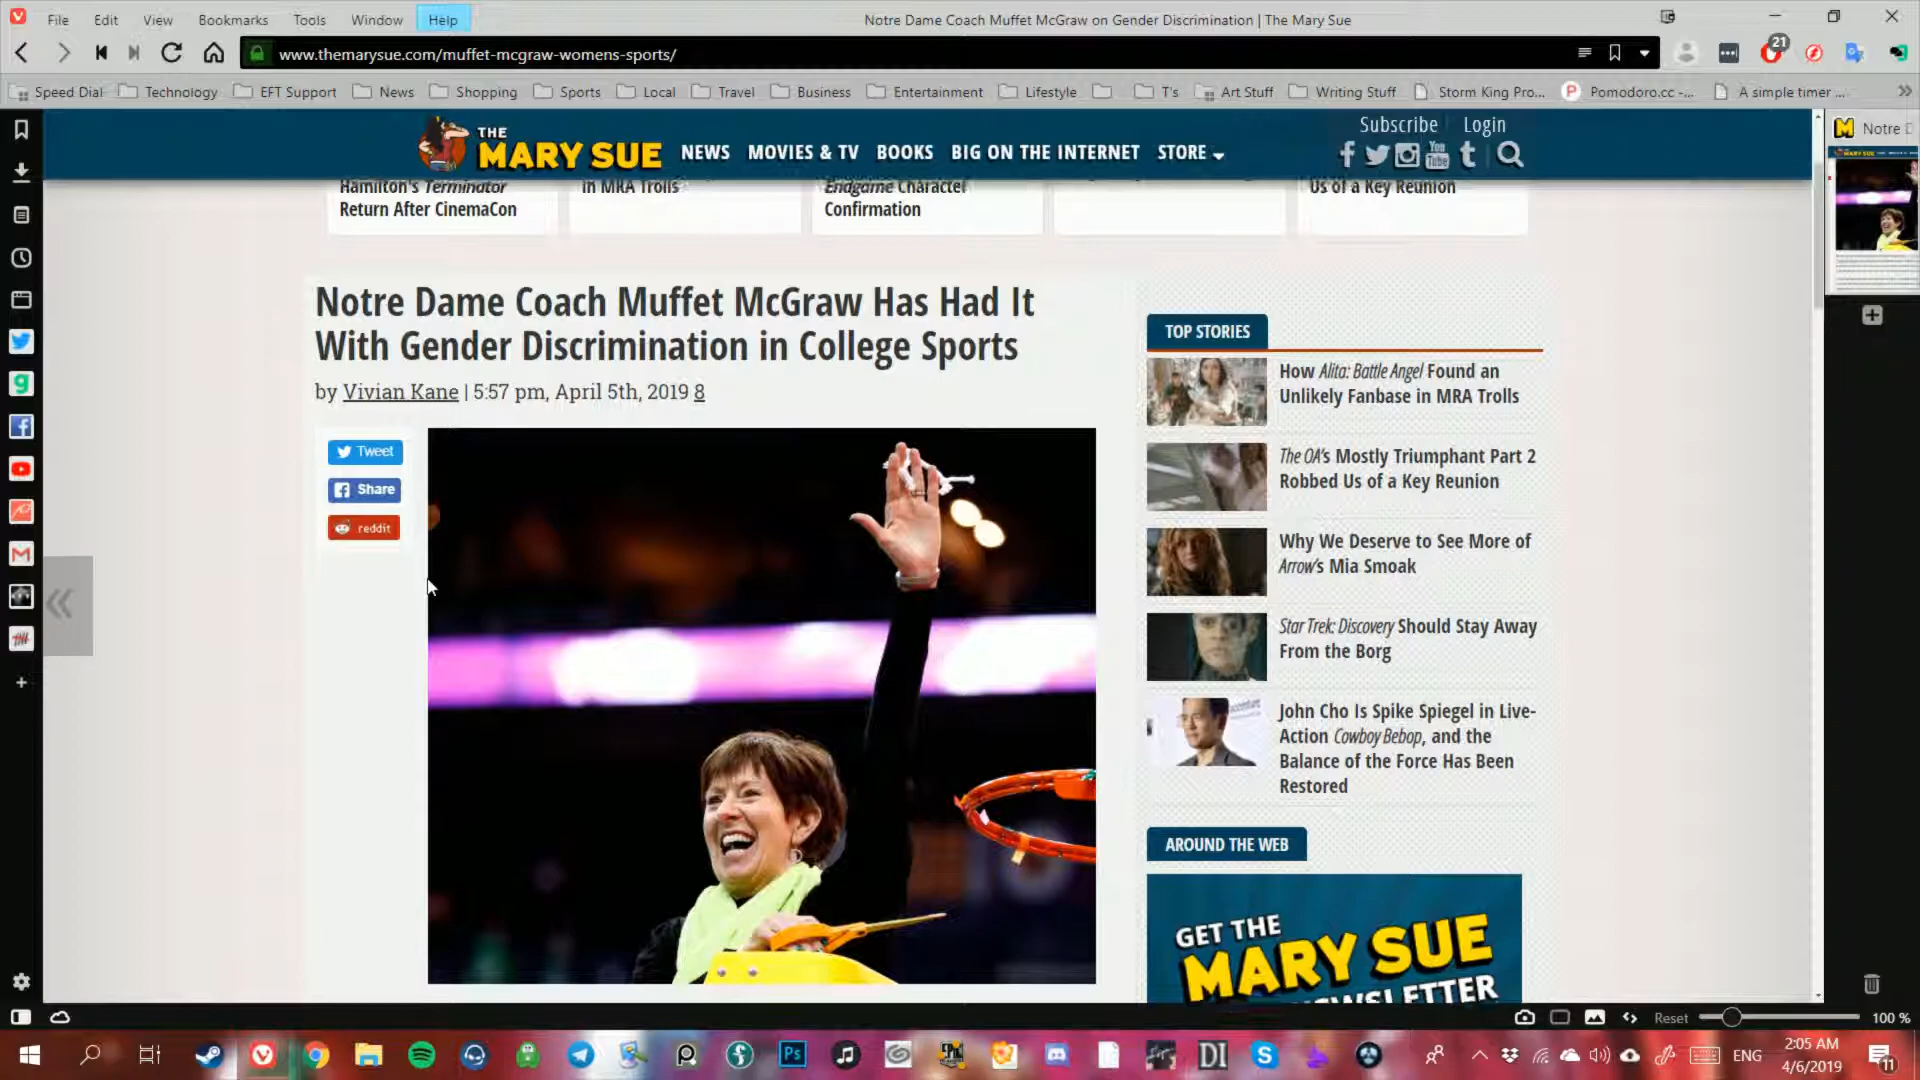 File Edit View Bookmarks Tools Window Help
Notre Dame Coach Muffet McGraw on Gender Discrimination | The Mary Sue
www.themarysue.com/muffet-mcgraw-womens-sports/
21
Speed Dial Technology EFT Support News Shopping Sports Local Travel Business Entertainment Lifestyle T's Art Stuff Writing Stuff Storm King Pro... Pomodoro.cc -... A simple timer ...
Notre D
THE
MARY SUE
NEWS MOVIES & TV BOOKS BIG ON THE INTERNET STORE
Subscribe Login
You
Tube
Hamilton's Terminator
Return After CinemaCon
in MRA Trolls
Endgame Character
Confirmation
Us of a Key Reunion
Notre Dame Coach Muffet McGraw Has Had It
With Gender Discrimination in College Sports
by Vivian Kane | 5:57 pm, April 5th, 2019 8
Tweet
Share
reddit
TOP STORIES
How Alita: Battle Angel Found an
Unlikely Fanbase in MRA Trolls
The OA's Mostly Triumphant Part 2
Robbed Us of a Key Reunion
Why We Deserve to See More of
Arrow's Mia Smoak
Star Trek: Discovery Should Stay Away
From the Borg
John Cho Is Spike Spiegel in Live-
Action Cowboy Bebop, and the
Balance of the Force Has Been
Restored
AROUND THE WEB
GET THE
MARY SUE
NEWSLETTER
Reset 100 %
Ps
DI
ENG
2:05 AM
4/6/2019
11